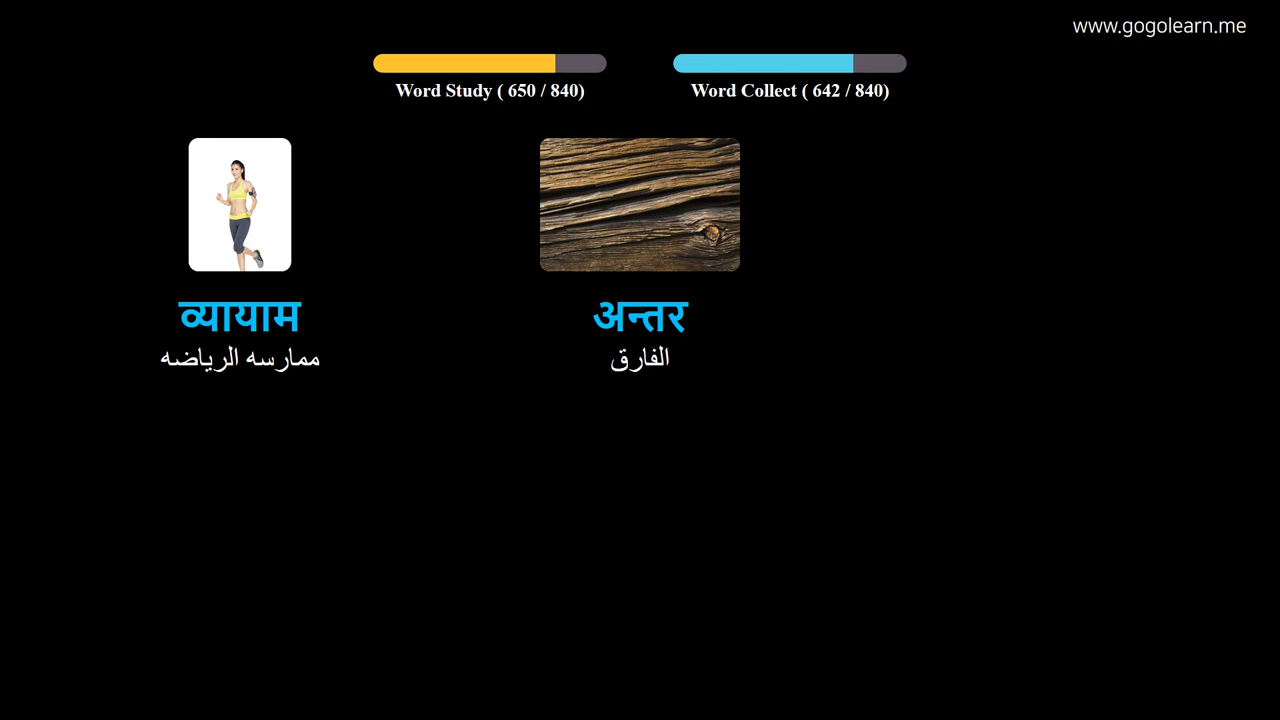 www.gogolearn.me
Word Study ( 650 / 840)
Word Collect ( 642 / 840)
व्यायाम
ممارسه الرياضه
अन्तर
الفارق